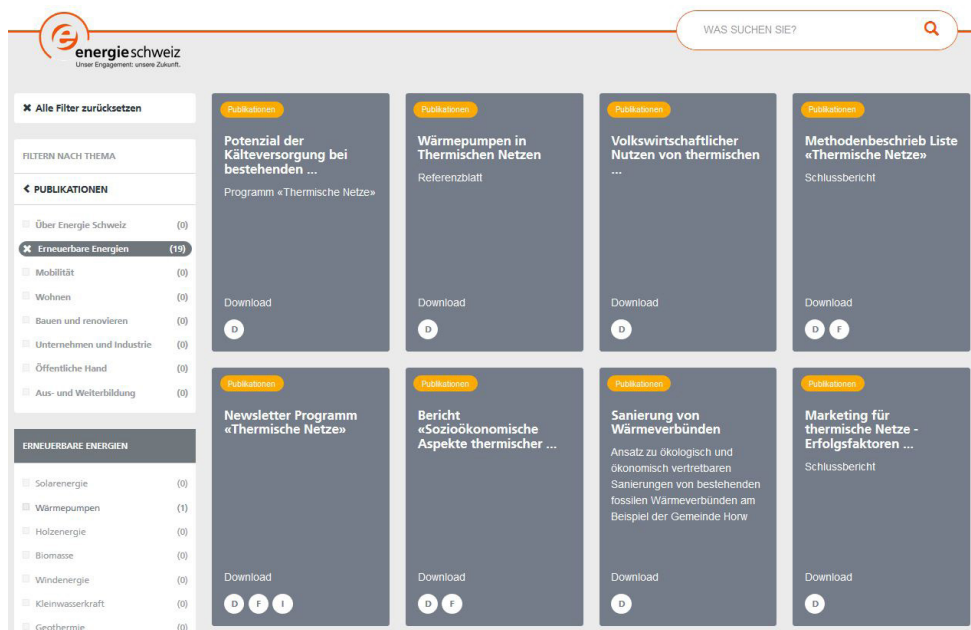 energieschweiz
Unser Engagement: unsere Zukunft.
WAS SUCHEN SIE?
✖ Alle Filter zurücksetzen
FILTERN NACH THEMA
PUBLIKATIONEN
Über Energie Schweiz (0)
Erneuerbare Energien (19)
Mobilität (0)
Wohnen (0)
Bauen und renovieren (0)
Unternehmen und Industrie (0)
Öffentliche Hand (0)
Aus- und Weiterbildung (0)
ERNEUERBARE ENERGIEN
Solarenergie (0)
Wärmepumpen (1)
Holzenergie (0)
Biomasse (0)
Windenergie (0)
Kleinwasserkraft (0)
Geothermie (0)
Publikationen
Potenzial der
Kälteversorgung bei
bestehenden ...
Programm «Thermische Netze»
Download
D
Publikationen
Wärmepumpen in
Thermischen Netzen
Referenzblatt
Download
D
Publikationen
Volkswirtschaftlicher
Nutzen von thermischen
...
Download
D
Publikationen
Methodenbeschrieb Liste
«Thermische Netze»
Schlussbericht
Download
D F
Publikationen
Newsletter Programm
«Thermische Netze»
Download
D F I
Publikationen
Bericht
«Sozioökonomische
Aspekte thermischer ...
Download
D F
Publikationen
Sanierung von
Wärmeverbünden
Ansatz zu ökologisch und
ökonomisch vertretbaren
Sanierungen von bestehenden
fossilen Wärmeverbünden am
Beispiel der Gemeinde Horw
Download
D
Publikationen
Marketing für
thermische Netze -
Erfolgsfaktoren ...
Schlussbericht
Download
D